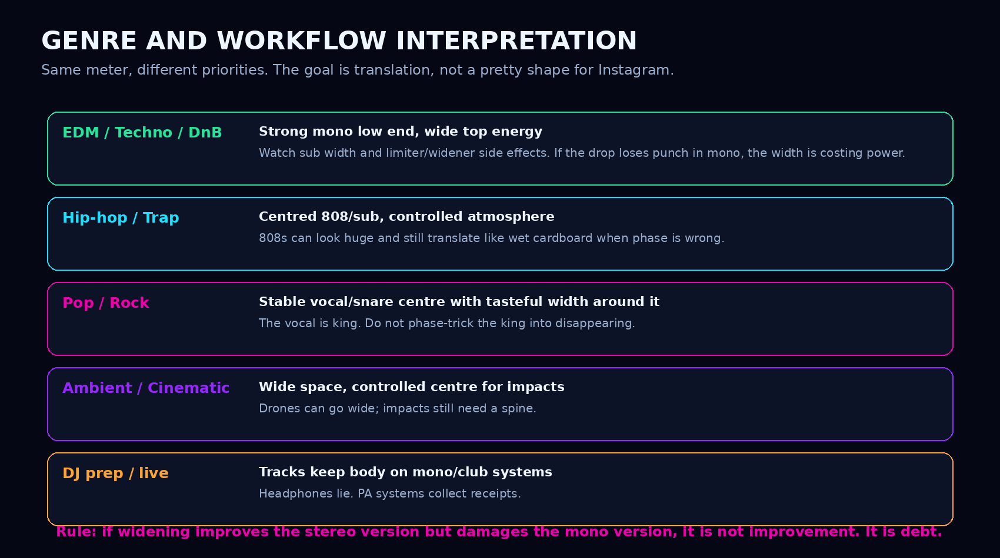 GENRE AND WORKFLOW INTERPRETATION
Same meter, different priorities. The goal is translation, not a pretty shape for Instagram.
EDM / Techno / DnB
Strong mono low end, wide top energy
Watch sub width and limiter/widener side effects. If the drop loses punch in mono, the width is costing power.
Hip-hop / Trap
Centred 808/sub, controlled atmosphere
808s can look huge and still translate like wet cardboard when phase is wrong.
Pop / Rock
Stable vocal/snare centre with tasteful width around it
The vocal is king. Do not phase-trick the king into disappearing.
Ambient / Cinematic
Wide space, controlled centre for impacts
Drones can go wide; impacts still need a spine.
DJ prep / live
Tracks keep body on mono/club systems
Headphones lie. PA systems collect receipts.
Rule: if widening improves the stereo version but damages the mono version, it is not improvement. It is debt.